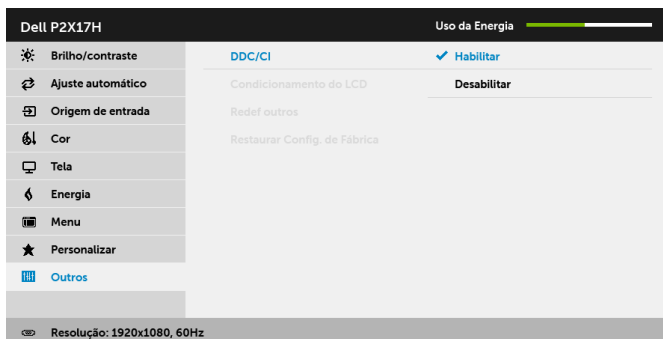 Dell P2X17H
Uso da Energia
Brilho/contraste
DDC/CI
Habilitar
Ajuste automático
Condicionamento do LCD
Desabilitar
Origem de entrada
Redef outros
Cor
Restaurar Config. de Fábrica
Tela
Energia
Menu
Personalizar
Outros
Resolução: 1920x1080, 60Hz